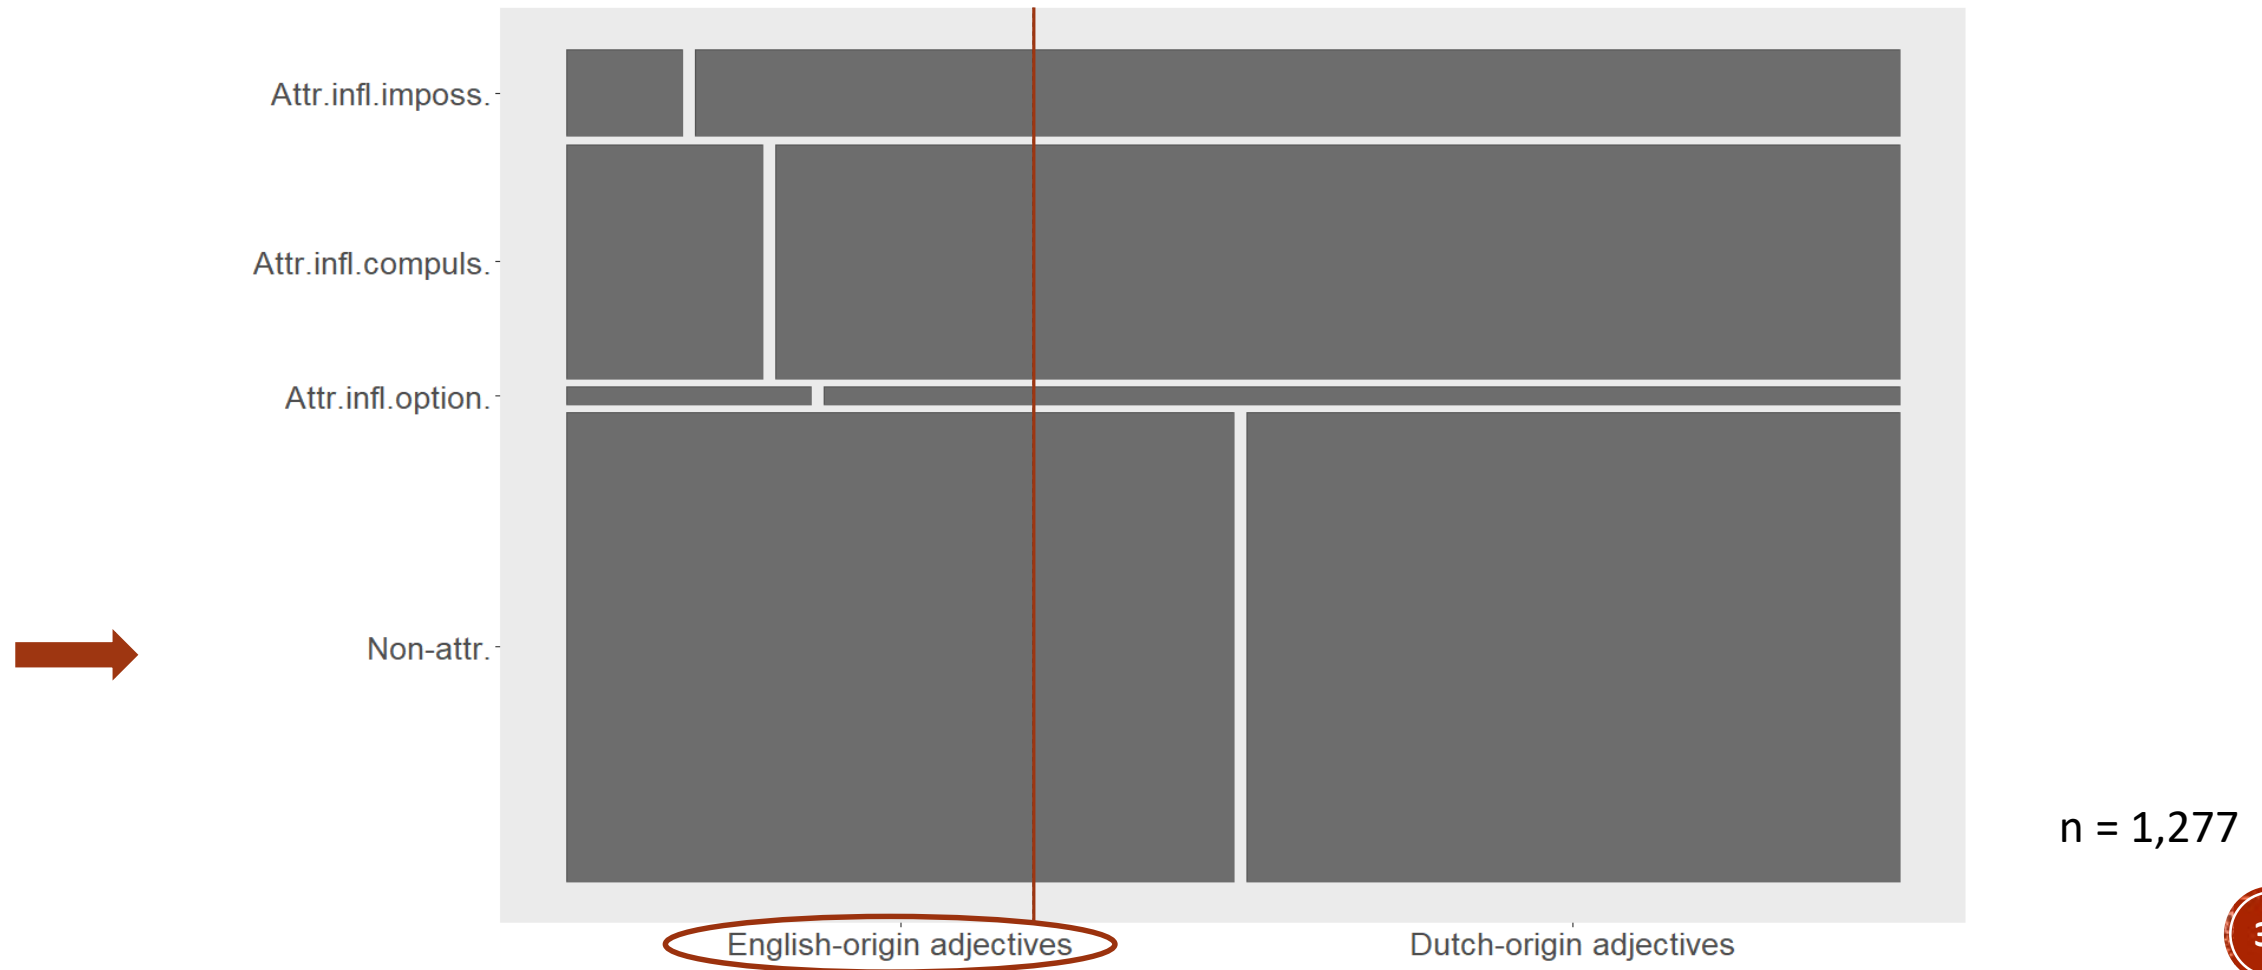 Attr.infl.imposs.
Attr.infl.compuls.
Attr.infl.option.
Non-attr.
n = 1,277
English-origin adjectives
Dutch-origin adjectives